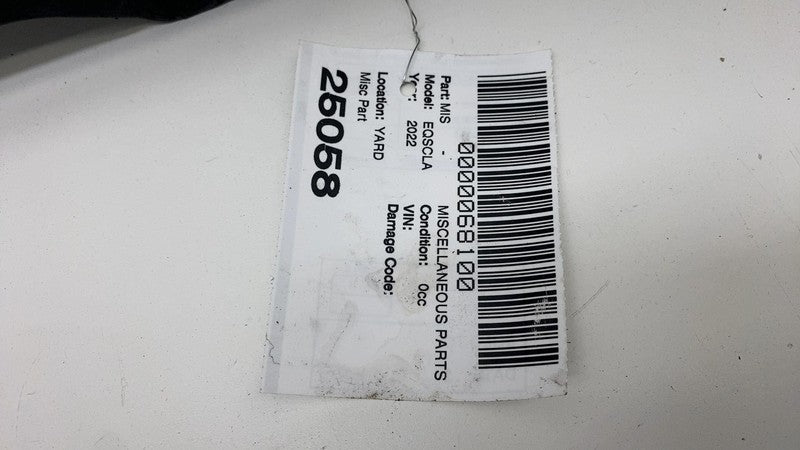 0000068100
Part: MIS - MISCELLANEOUS PARTS
Model: EQSCLA Condition: 0cc
Year: 2022 VIN:
Damage Code:
Location: YARD
Misc Part
25058